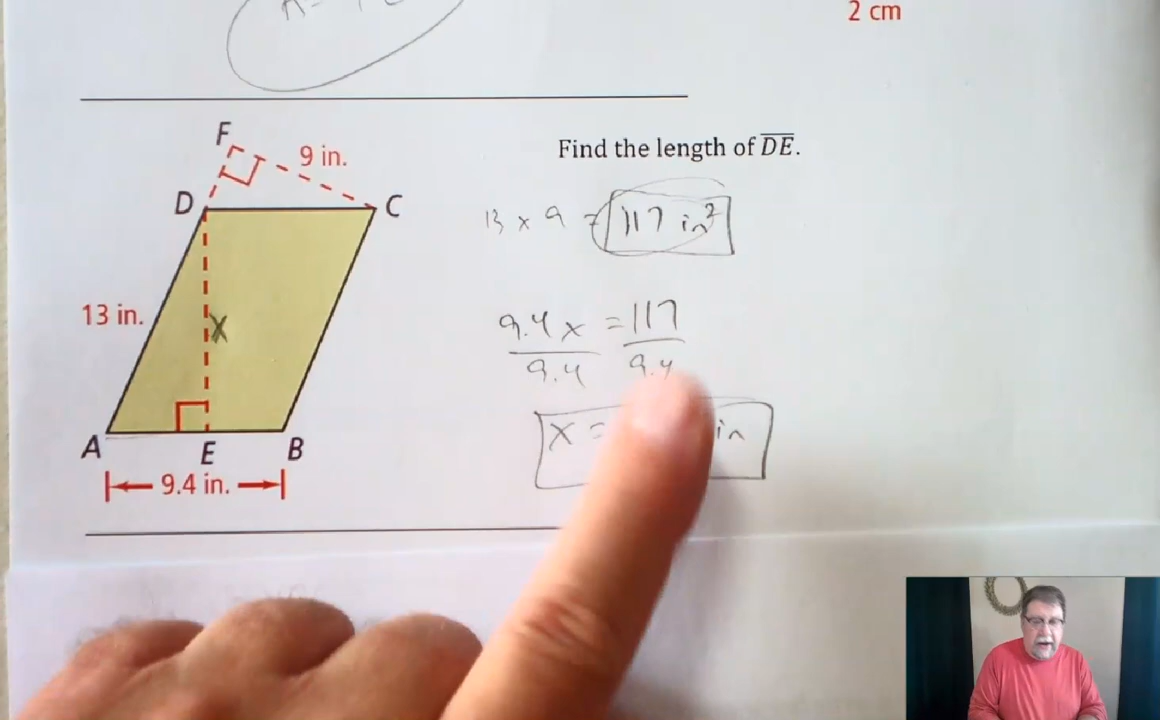 2 cm
F
9 in.
Find the length of DE.
D
C
13 x 9 = 117 in²
13 in.
X
9.4 x = 117
9.4 9.4
X = in
A
E
B
9.4 in.